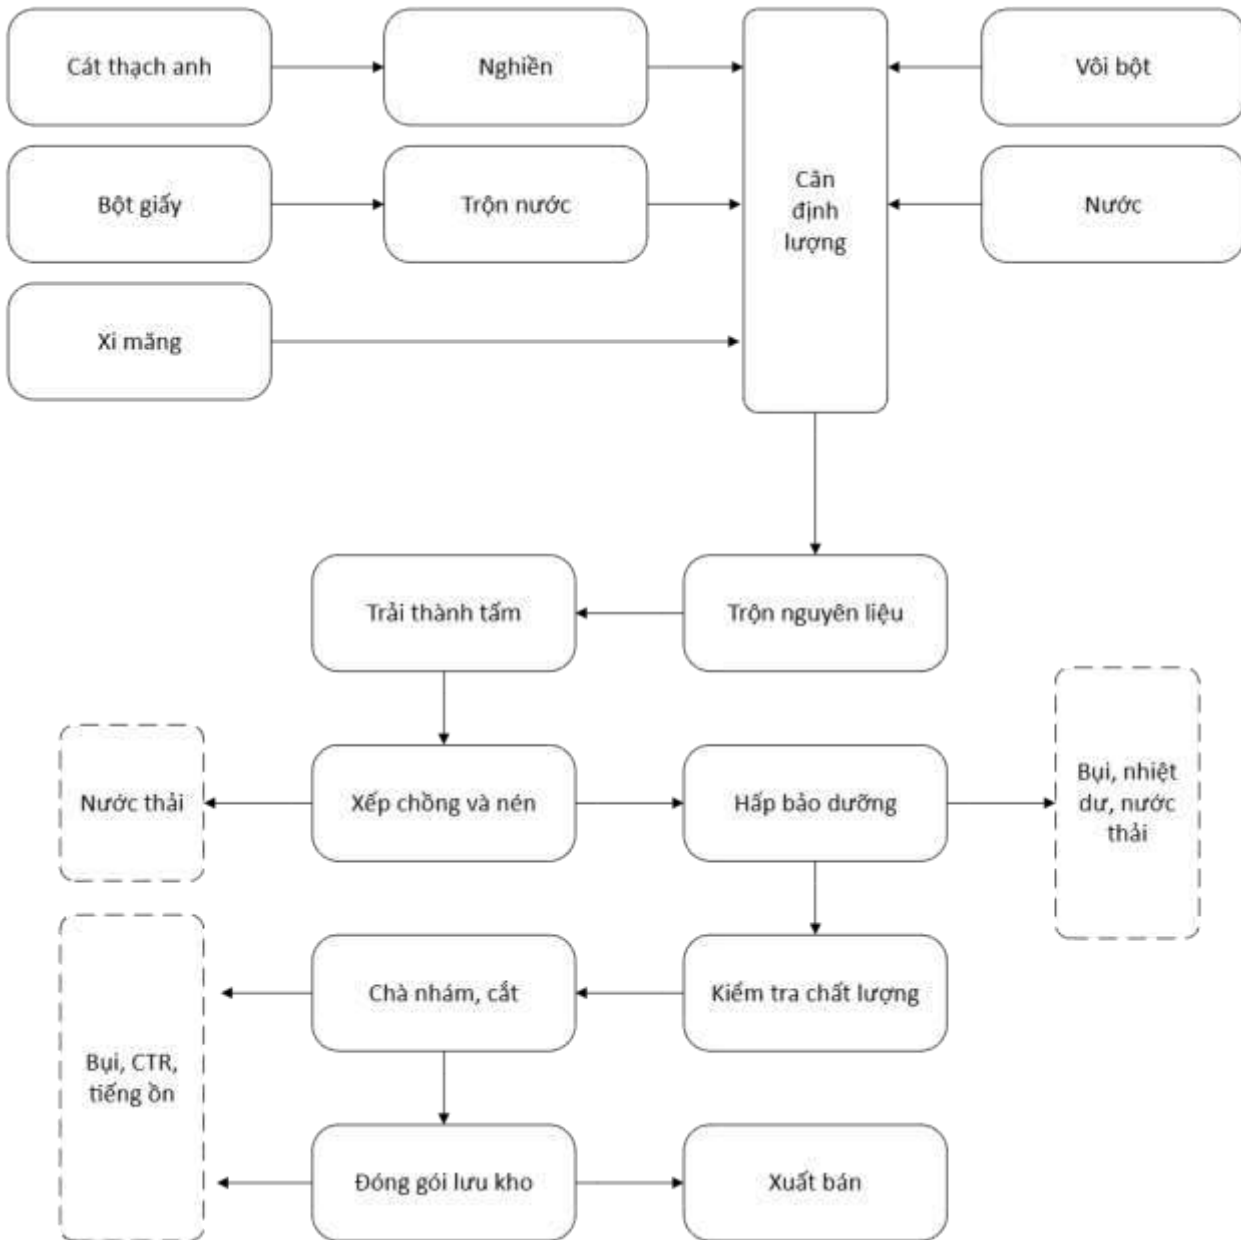 Cát thạch anh
Nghiền
Vôi bột
Bột giấy
Trộn nước
Cân
định
lượng
Nước
Xi măng
Trải thành tấm
Trộn nguyên liệu
Nước thải
Xếp chồng và nén
Hấp bảo dưỡng
Bụi, nhiệt
dư, nước
thải
Chà nhám, cắt
Kiểm tra chất lượng
Bụi, CTR,
tiếng ồn
Đóng gói lưu kho
Xuất bán